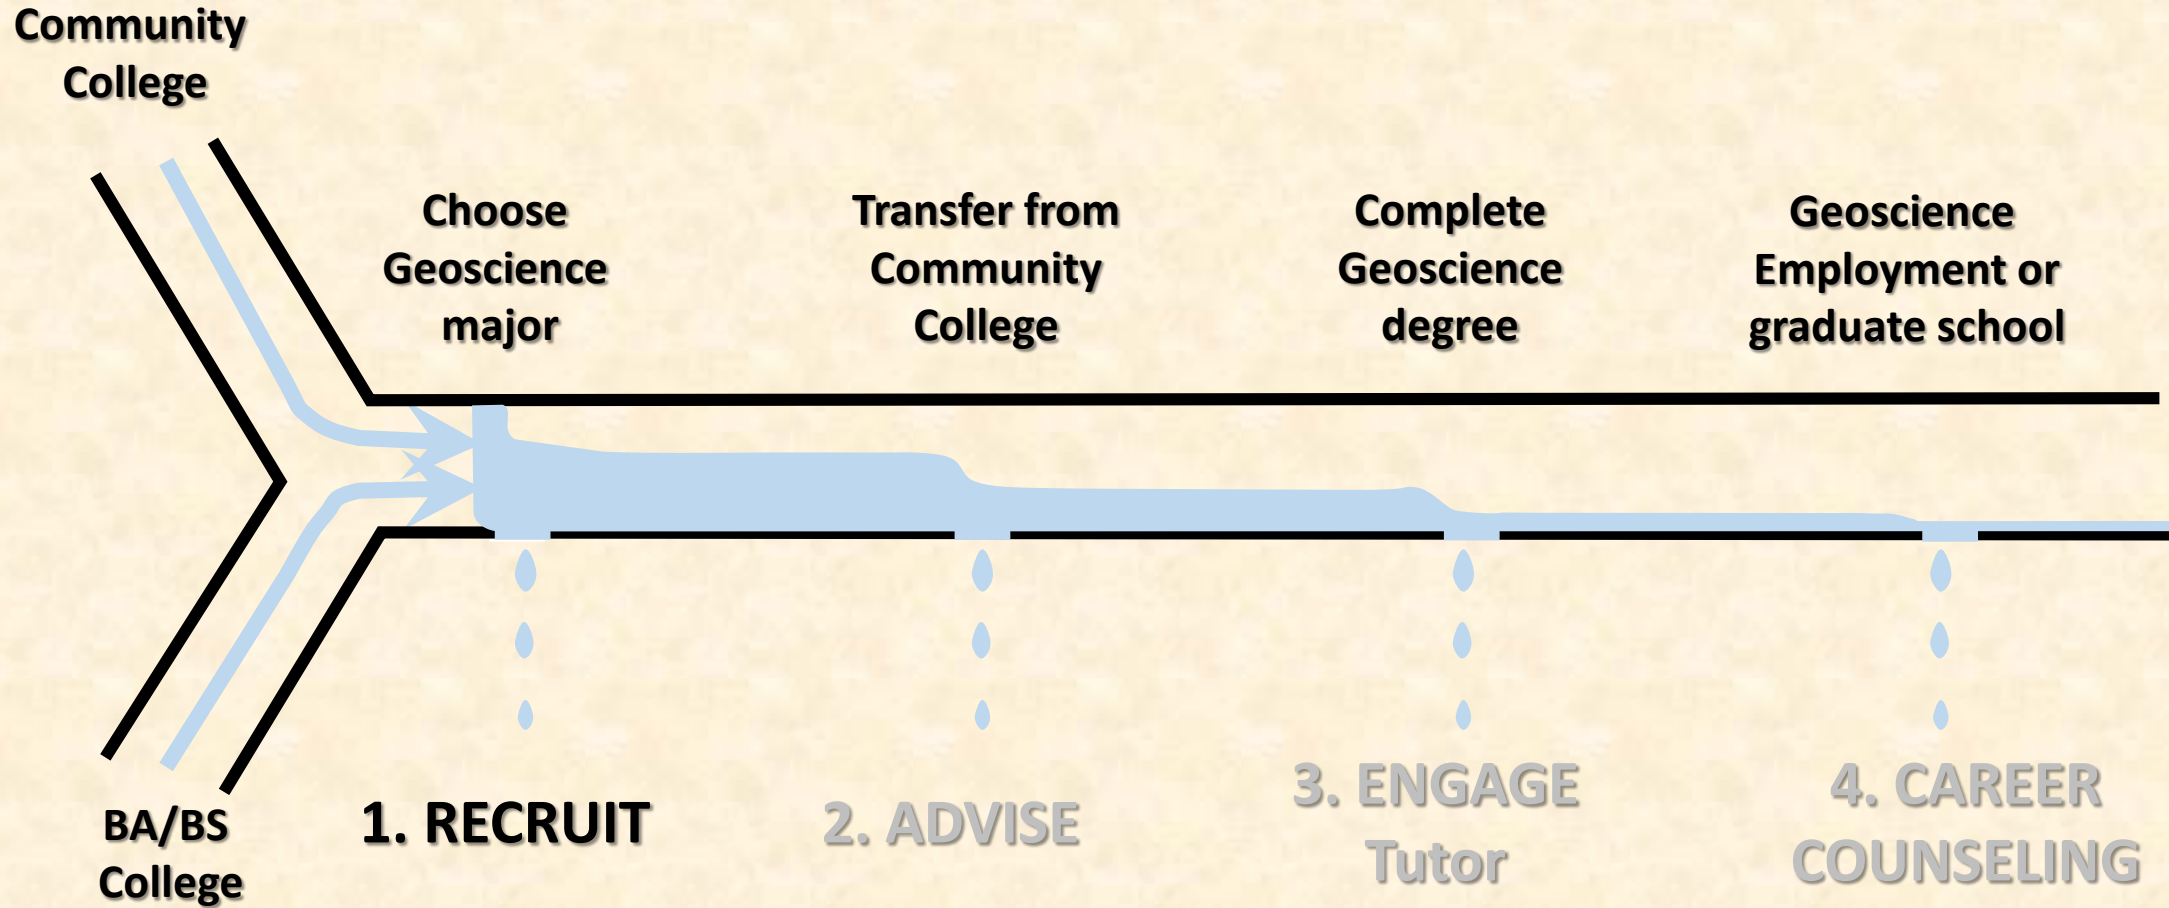 Community
College
Choose
Geoscience
major
Transfer from
Community
College
Complete
Geoscience
degree
Geoscience
Employment or
graduate school
BA/BS
College
1. RECRUIT
2. ADVISE
3. ENGAGE
Tutor
4. CAREER
COUNSELING